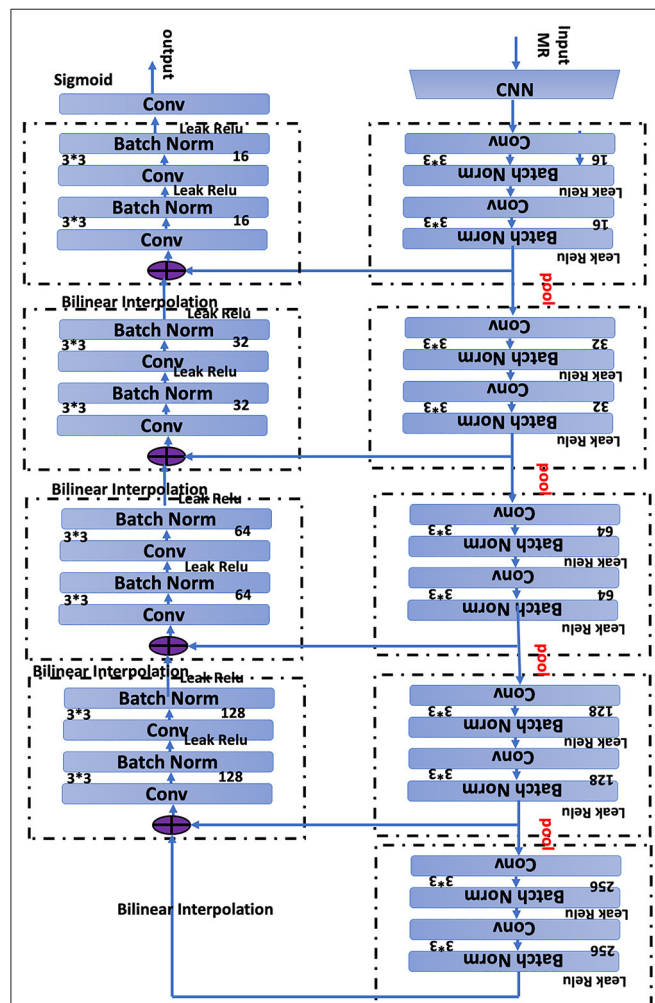 output
Sigmoid
Conv
Leak Relu
Batch Norm
3*3
16
Conv
Leak Relu
Batch Norm
3*3
16
Conv
Bilinear Interpolation
Leak Relu
Batch Norm
3*3
32
Conv
Leak Relu
Batch Norm
3*3
32
Conv
Bilinear Interpolation
Leak Relu
Batch Norm
3*3
64
Conv
Leak Relu
Batch Norm
3*3
64
Conv
Bilinear Interpolation
Leak Relu
Batch Norm
3*3
128
Conv
Leak Relu
Batch Norm
3*3
128
Conv
Bilinear Interpolation
Input
MR
CNN
Conv
3*3
16
Batch Norm
Leak Relu
Conv
3*3
16
Batch Norm
Leak Relu
pool
Conv
3*3
32
Batch Norm
Leak Relu
Conv
3*3
32
Batch Norm
Leak Relu
pool
Conv
3*3
64
Batch Norm
Leak Relu
Conv
3*3
64
Batch Norm
Leak Relu
pool
Conv
3*3
128
Batch Norm
Leak Relu
Conv
3*3
128
Batch Norm
Leak Relu
pool
Conv
3*3
256
Batch Norm
Leak Relu
Conv
3*3
256
Batch Norm
Leak Relu